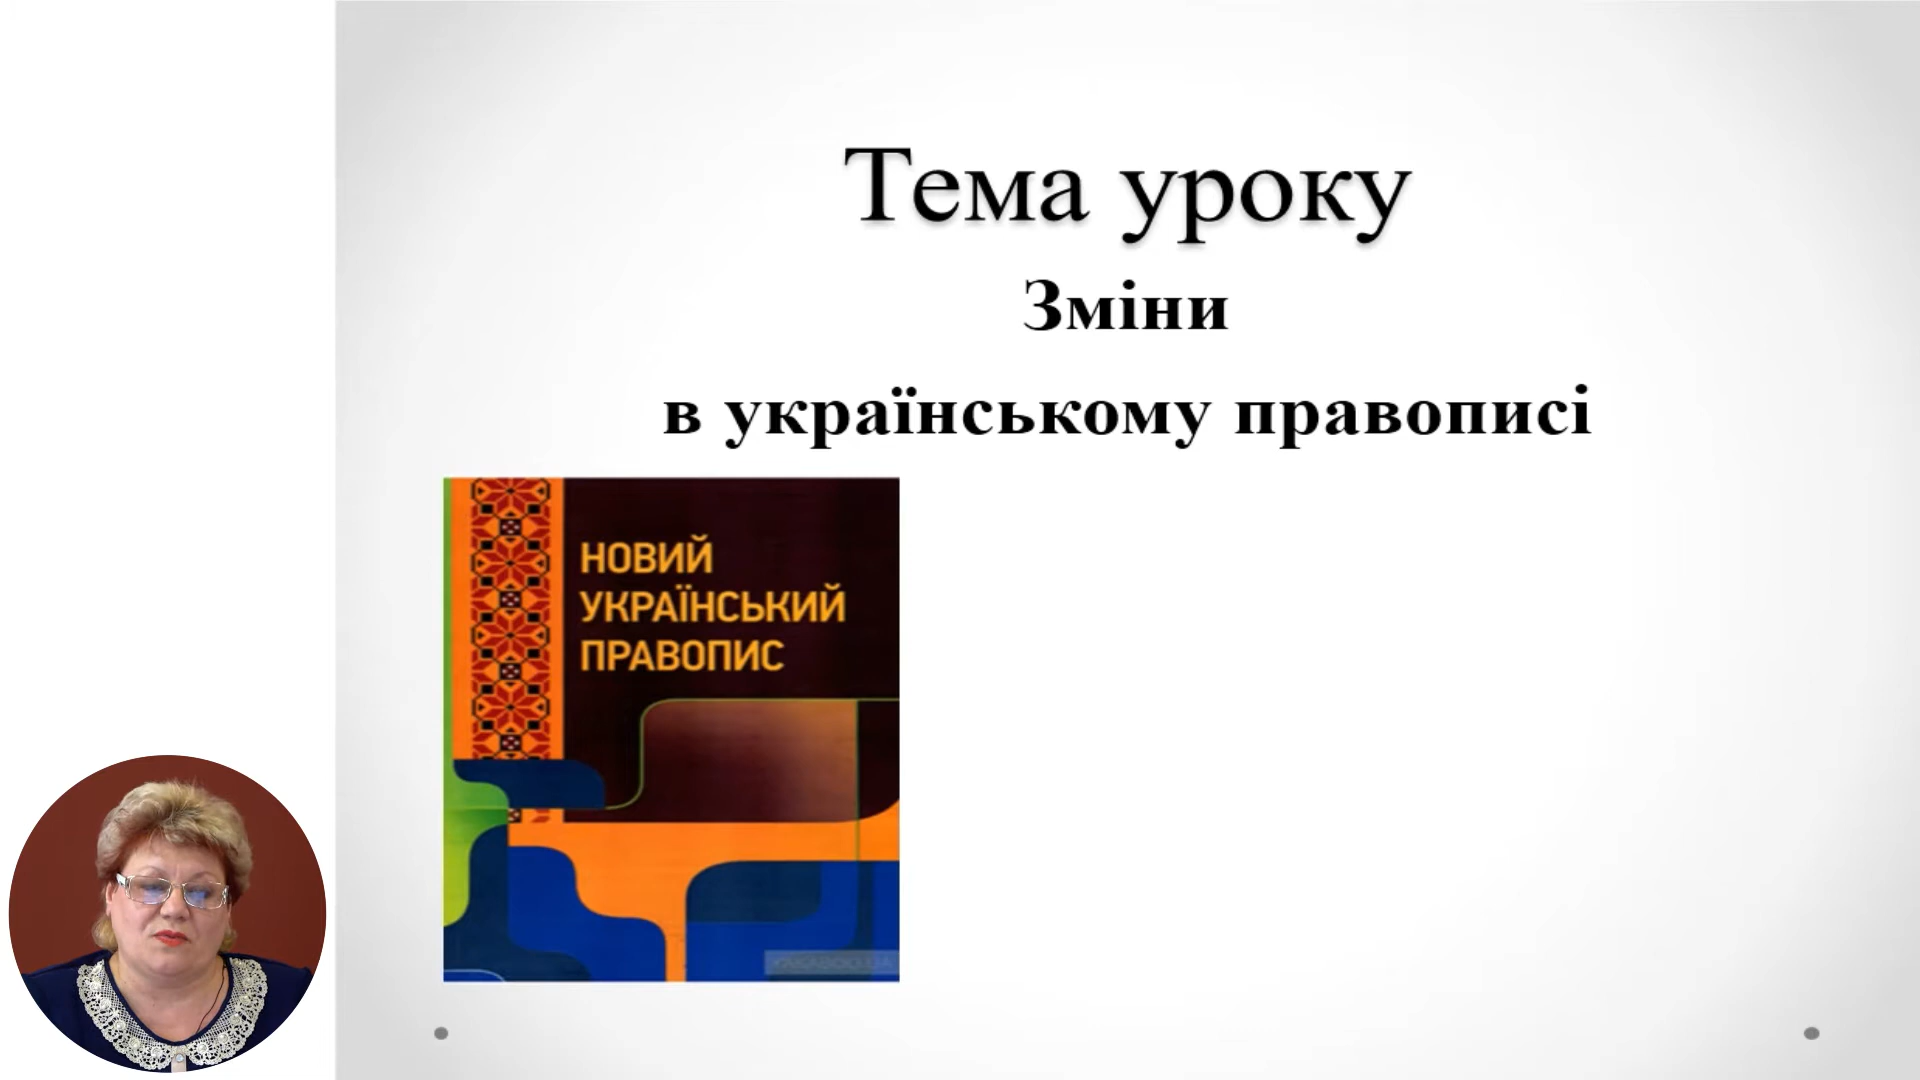 Тема уроку
Зміни
в українському правописі
НОВИЙ
УКРАЇНСЬКИЙ
ПРАВОПИС